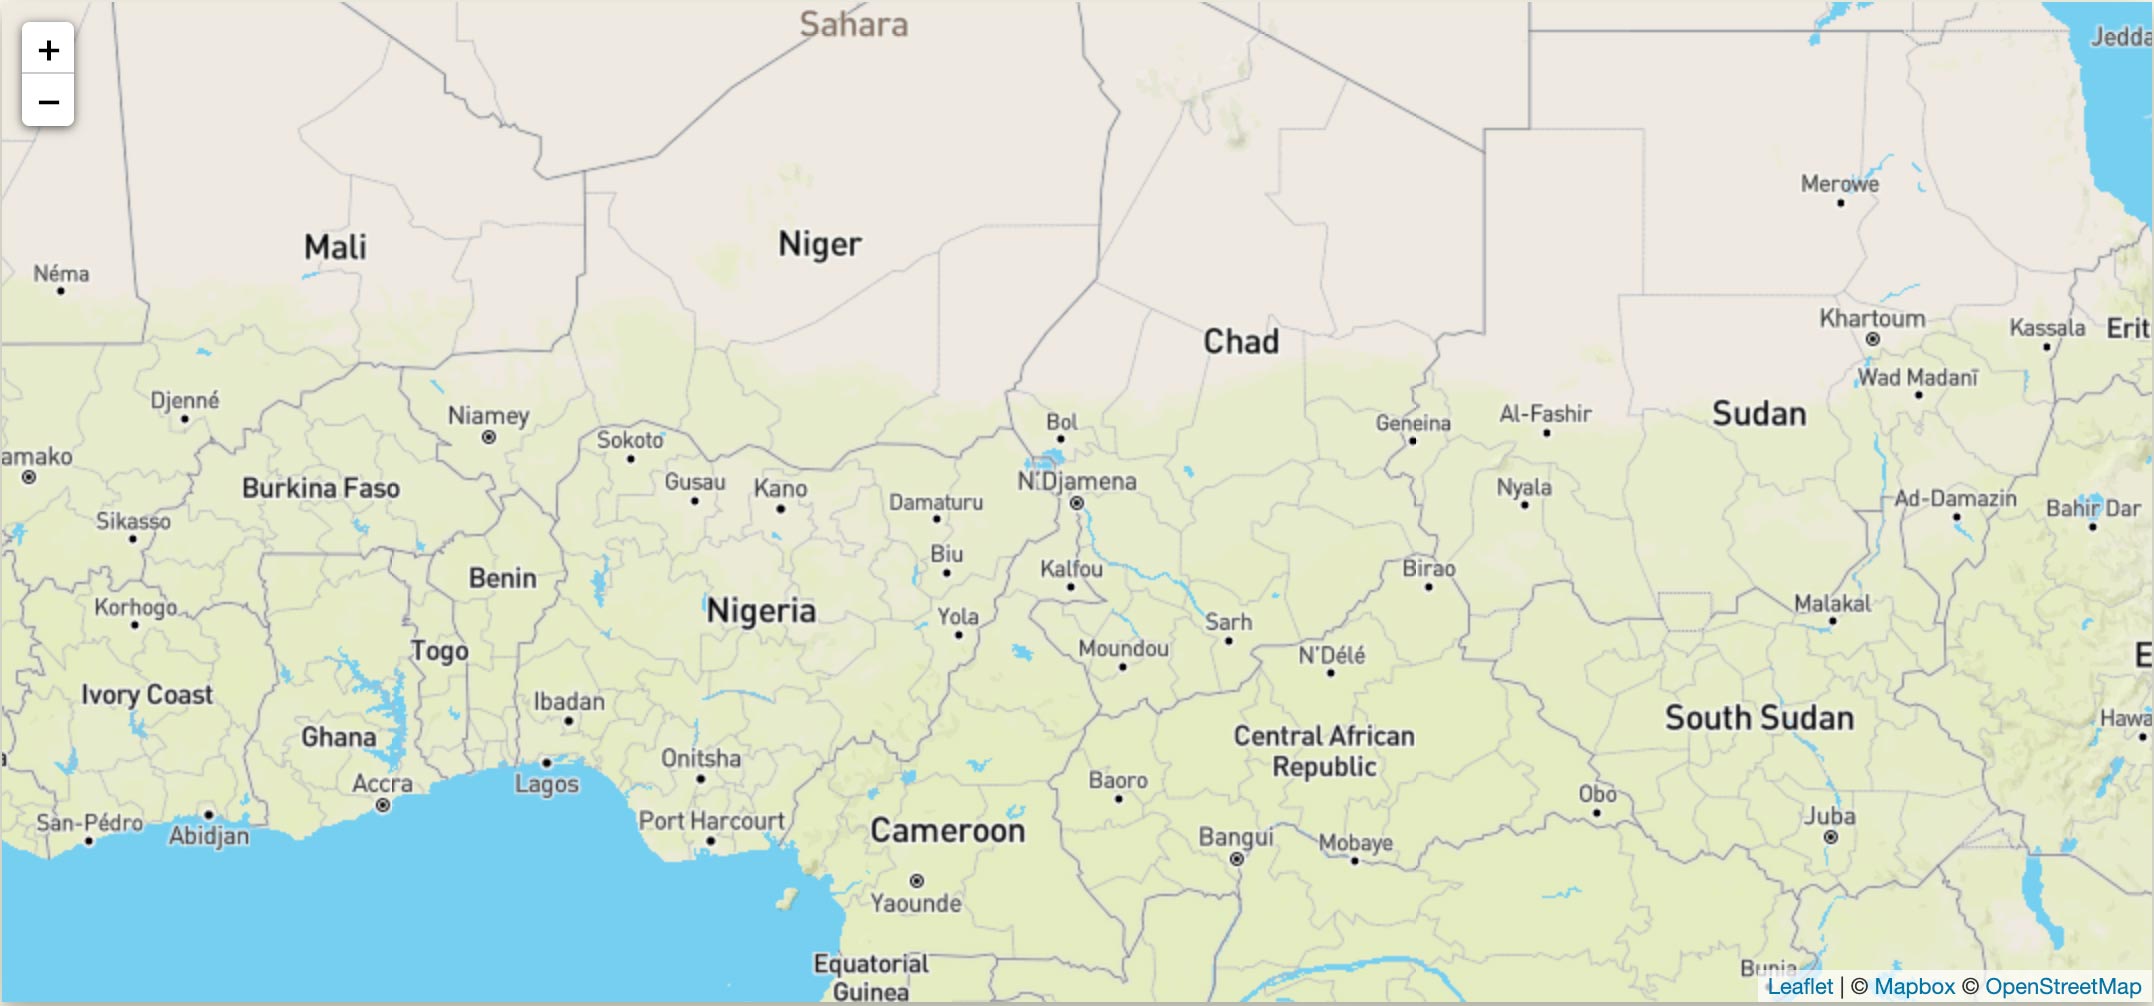 Sahara
Jedda
+
−
Merowe
Mali
Niger
Néma
Khartoum
Kassala
Erit
Chad
Wad Madanī
Djenné
Niamey
Bol
Geneina
Al-Fashir
Sudan
Sokoto
amako
Burkina Faso
Gusau
Kano
N'Djamena
Nyala
Damaturu
Ad-Damazin
Bahir Dar
Sikasso
Biu
Kalfou
Birao
Benin
Korhogo
Nigeria
Yola
Sarh
Malakal
Togo
Moundou
N'Délé
E
Ivory Coast
Ibadan
South Sudan
Hawa
Ghana
Central African
Republic
Onitsha
Accra
Lagos
Baoro
Obo
San-Pédro
Abidjan
Port Harcourt
Cameroon
Bangui
Mobaye
Juba
Yaounde
Equatorial
Guinea
Bunia
Leaflet | © Mapbox © OpenStreetMap